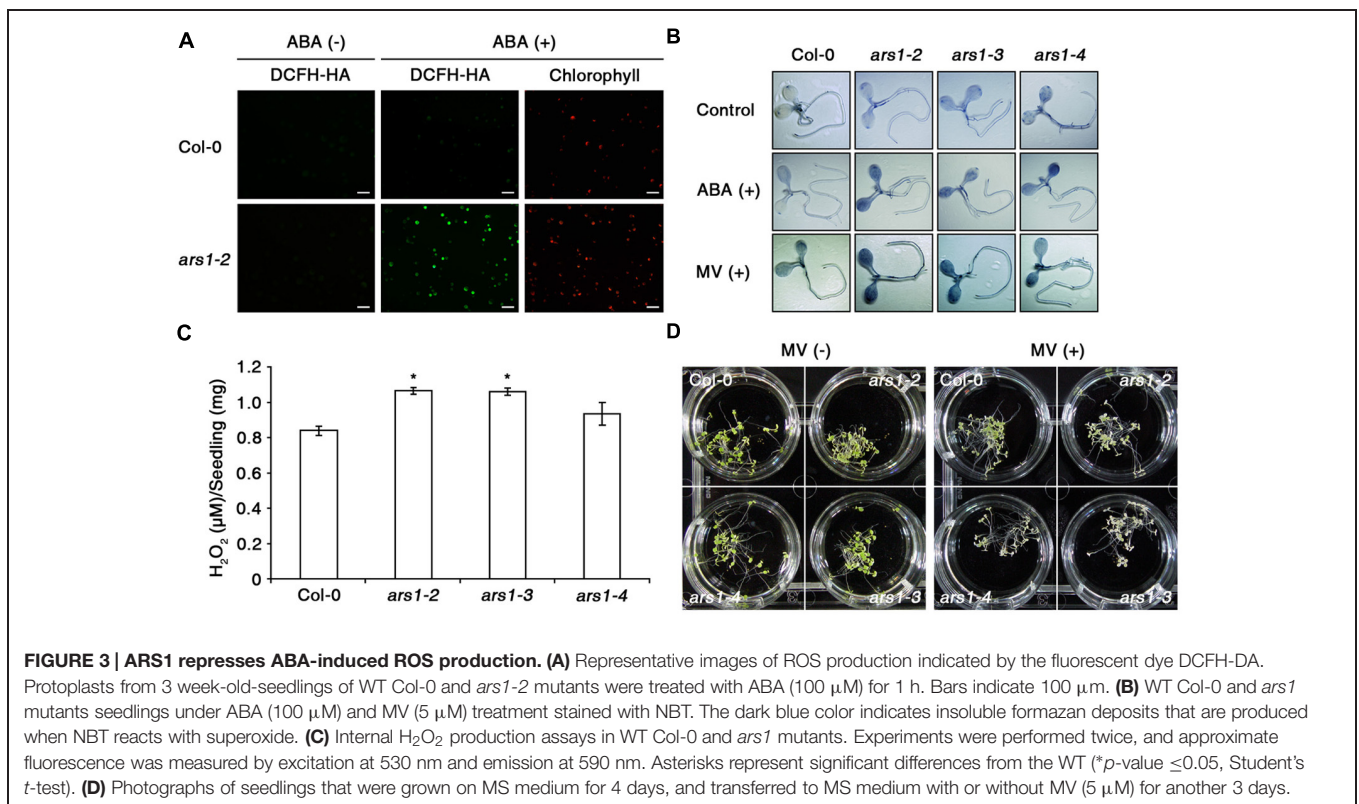 A
ABA (-) ABA (+)
DCFH-HA DCFH-HA Chlorophyll
Col-0
ars1-2
B
Col-0 ars1-2 ars1-3 ars1-4
Control
ABA (+)
MV (+)
C
H₂O₂ (µM)/Seedling (mg)
1.2
1.0
0.8
0.6
0.4
0.2
0
* *
Col-0 ars1-2 ars1-3 ars1-4
D
MV (-) MV (+)
Col-0 ars1-2 Col-0 ars1-2
ars1-4 ars1-3 ars1-4 ars1-3
FIGURE 3 | ARS1 represses ABA-induced ROS production. (A) Representative images of ROS production indicated by the fluorescent dye DCFH-DA.
Protoplasts from 3 week-old-seedlings of WT Col-0 and ars1-2 mutants were treated with ABA (100 µM) for 1 h. Bars indicate 100 µm. (B) WT Col-0 and ars1
mutants seedlings under ABA (100 µM) and MV (5 µM) treatment stained with NBT. The dark blue color indicates insoluble formazan deposits that are produced
when NBT reacts with superoxide. (C) Internal H₂O₂ production assays in WT Col-0 and ars1 mutants. Experiments were performed twice, and approximate
fluorescence was measured by excitation at 530 nm and emission at 590 nm. Asterisks represent significant differences from the WT (*p-value ≤0.05, Student's
t-test). (D) Photographs of seedlings that were grown on MS medium for 4 days, and transferred to MS medium with or without MV (5 µM) for another 3 days.